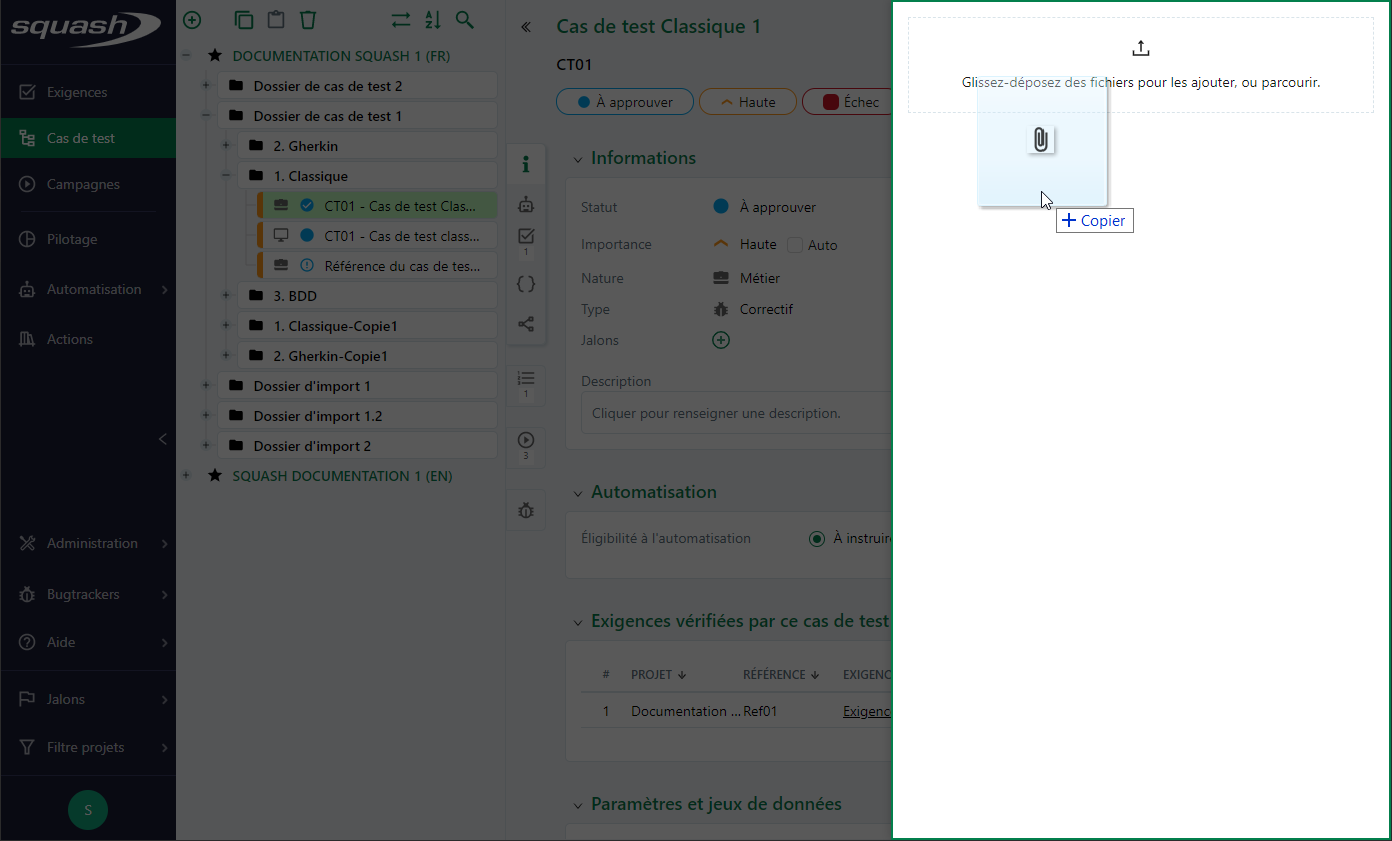 squash
Exigences
Cas de test
Campagnes
Pilotage
Automatisation
Actions
Administration
Bugtrackers
Aide
Jalons
Filtre projets
S
DOCUMENTATION SQUASH 1 (FR)
Dossier de cas de test 2
Dossier de cas de test 1
2. Gherkin
1. Classique
CT01 - Cas de test Clas...
CT01 - Cas de test class...
Référence du cas de tes...
3. BDD
1. Classique-Copie1
2. Gherkin-Copie1
Dossier d'import 1
Dossier d'import 1.2
Dossier d'import 2
SQUASH DOCUMENTATION 1 (EN)
1
1
3
Cas de test Classique 1
CT01
À approuver
Haute
Échec
Informations
Statut
À approuver
Importance
Haute
Auto
Nature
Métier
Type
Correctif
Jalons
Description
Cliquer pour renseigner une description.
Automatisation
Éligibilité à l'automatisation
À instruir
Exigences vérifiées par ce cas de test
# PROJET RÉFÉRENCE EXIGENC
1 Documentation ... Ref01 Exigenc
Paramètres et jeux de données
Glissez-déposez des fichiers pour les ajouter, ou parcourir.
Copier